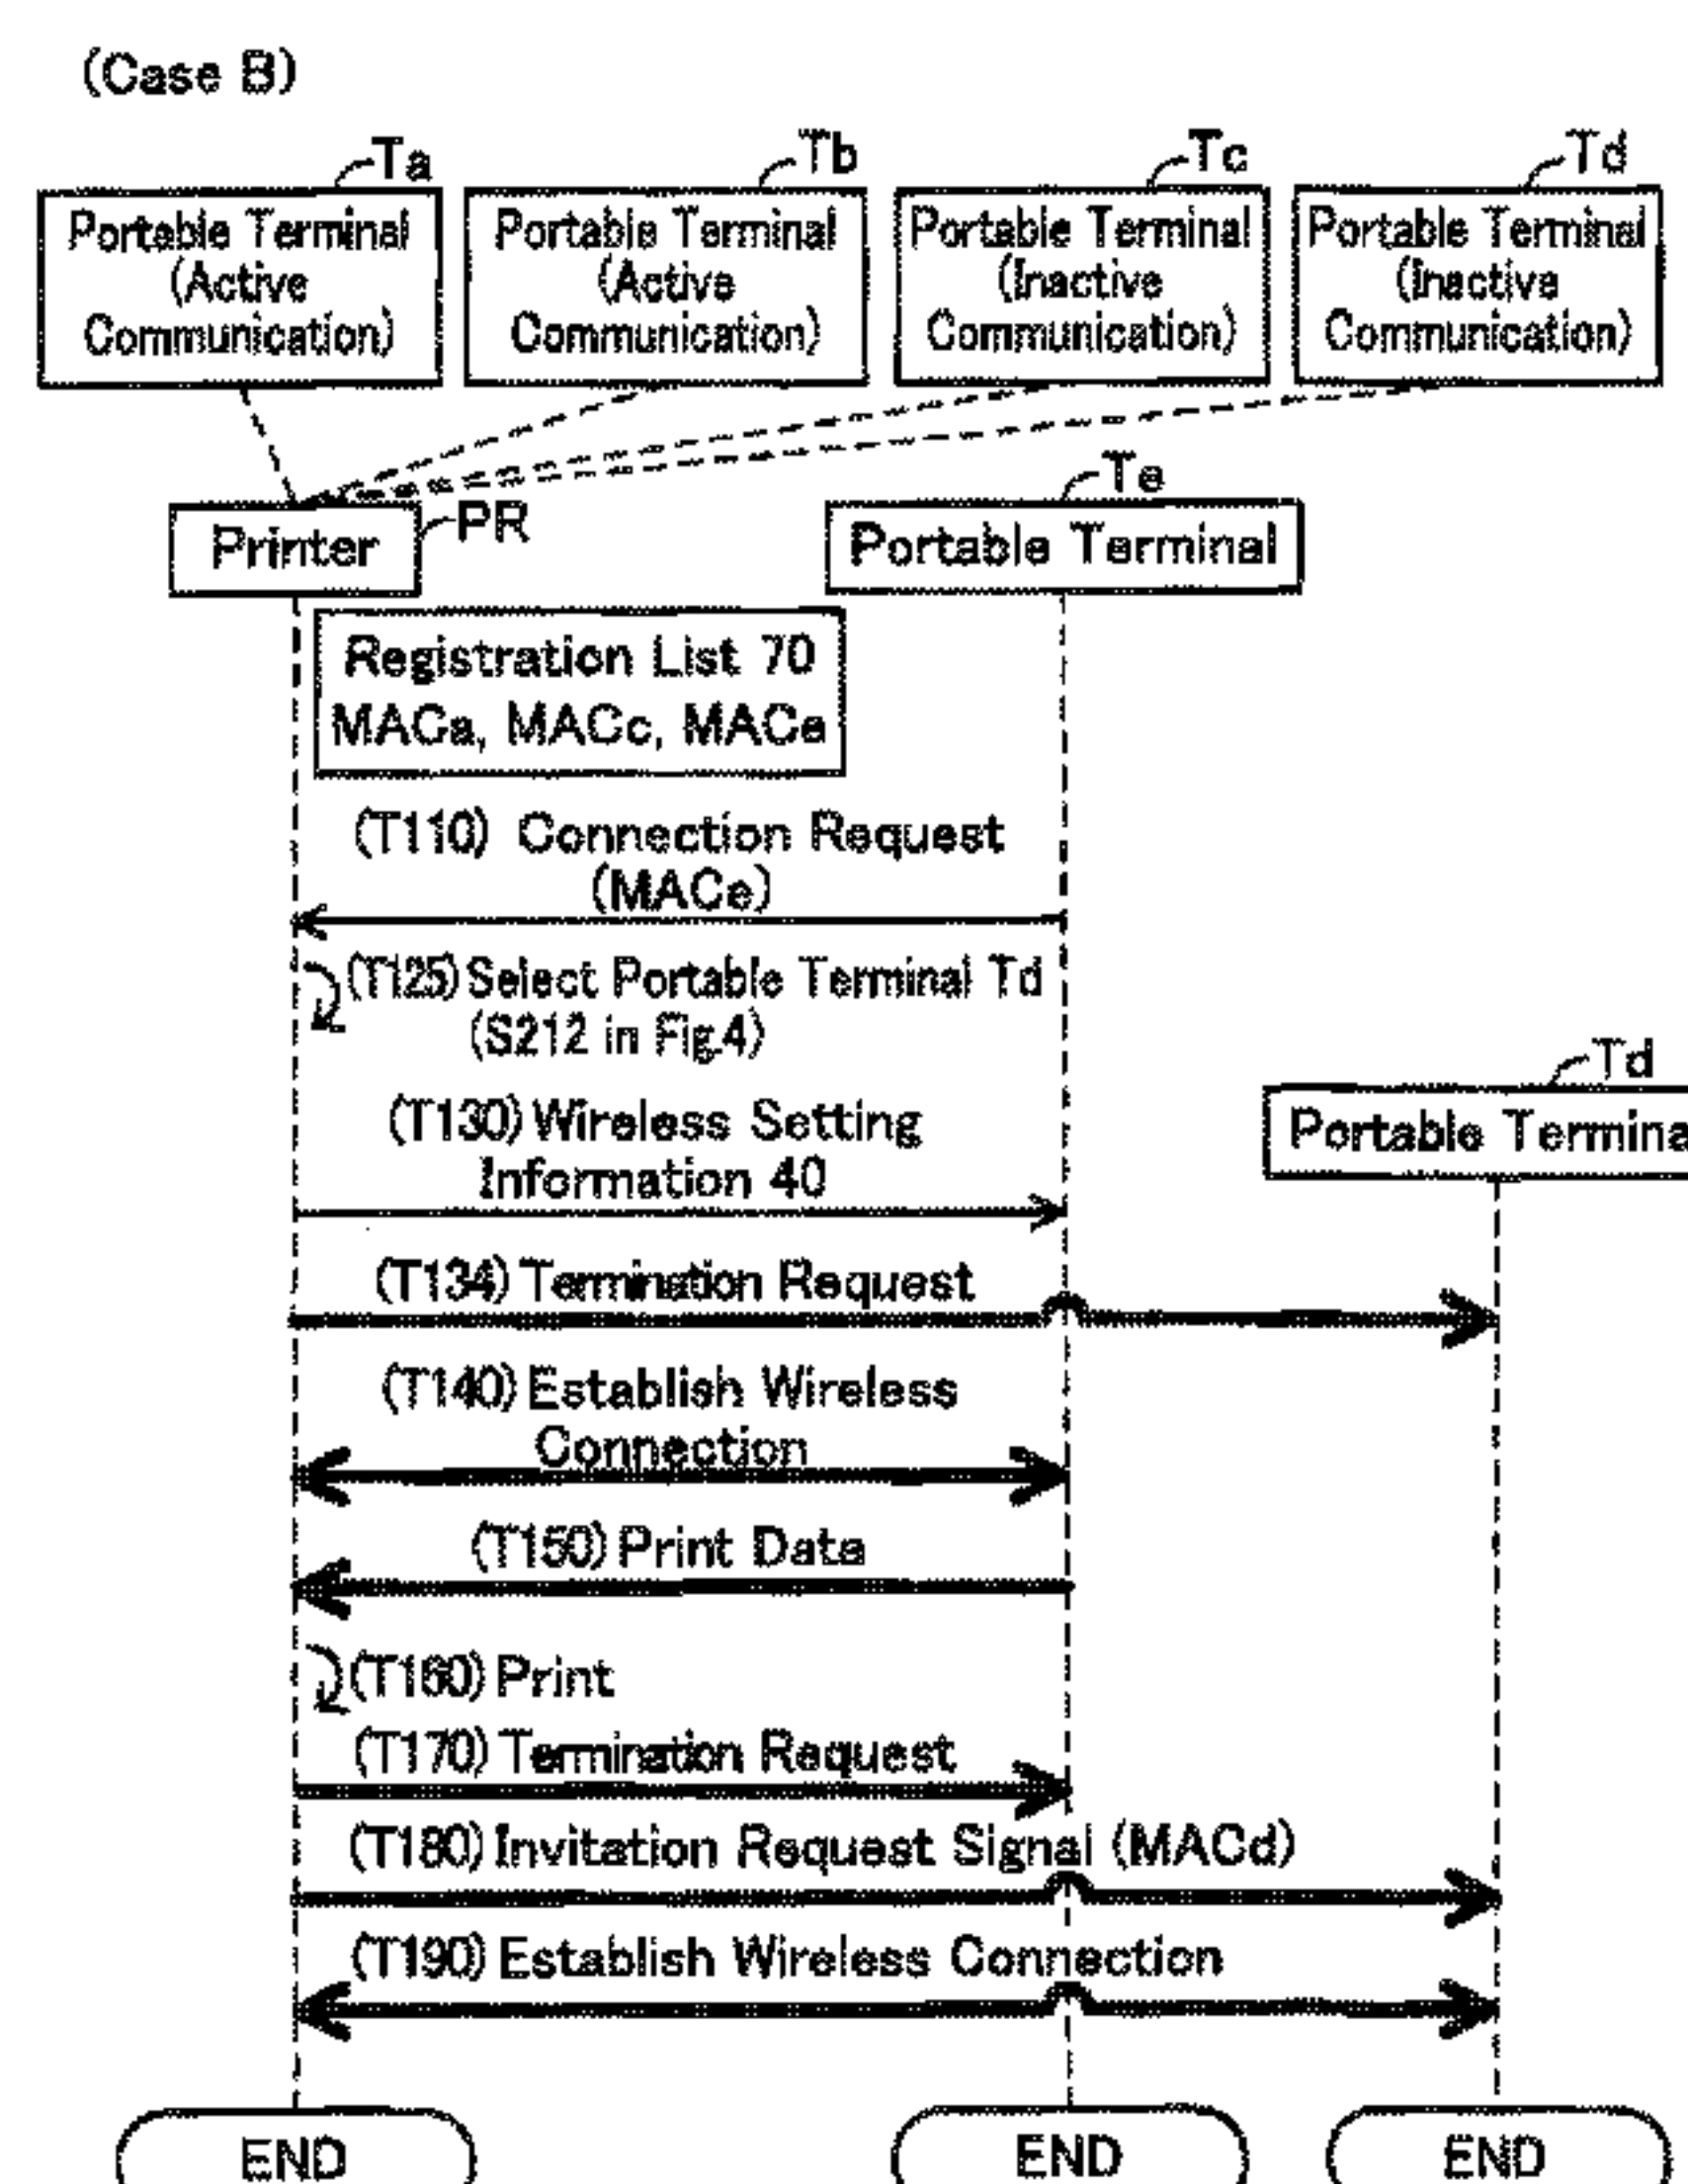 (Case B)
Ta
Tb
Tc
Td
Portable Terminal
(Active
Communication)
Portable Terminal
(Active
Communication)
Portable Terminal
(Inactive
Communication)
Portable Terminal
(Inactive
Communication)
Printer
PR
Te
Portable Terminal
Registration List 70
MACa, MACc, MACe
(T110) Connection Request
(MACe)
(T125) Select Portable Terminal Td
(S212 in Fig.4)
(T130) Wireless Setting
Information 40
Td
Portable Termina
(T134) Termination Request
(T140) Establish Wireless
Connection
(T150) Print Data
(T160) Print
(T170) Termination Request
(T180) Invitation Request Signal (MACd)
(T190) Establish Wireless Connection
END
END
END